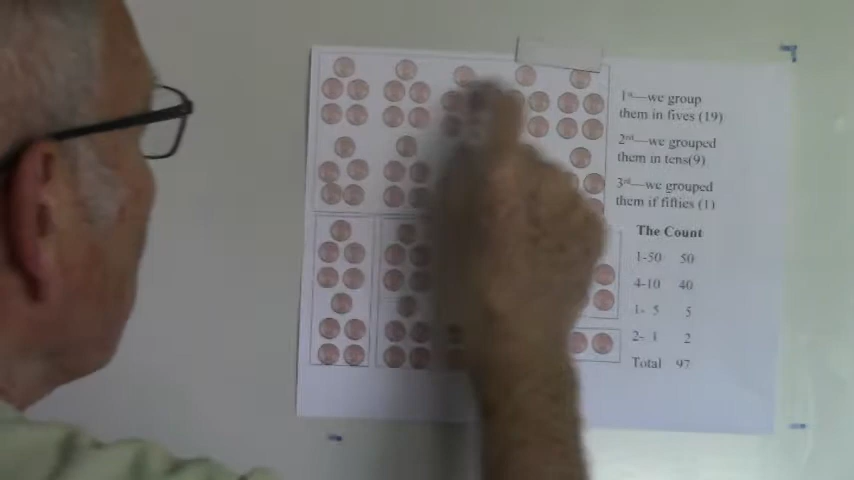 1st—we group
them in fives (19)
2nd—we grouped
them in tens(9)
3rd—we grouped
them if fifties (1)
The Count
1-50 50
4-10 40
1- 5 5
2- 1 2
Total 97